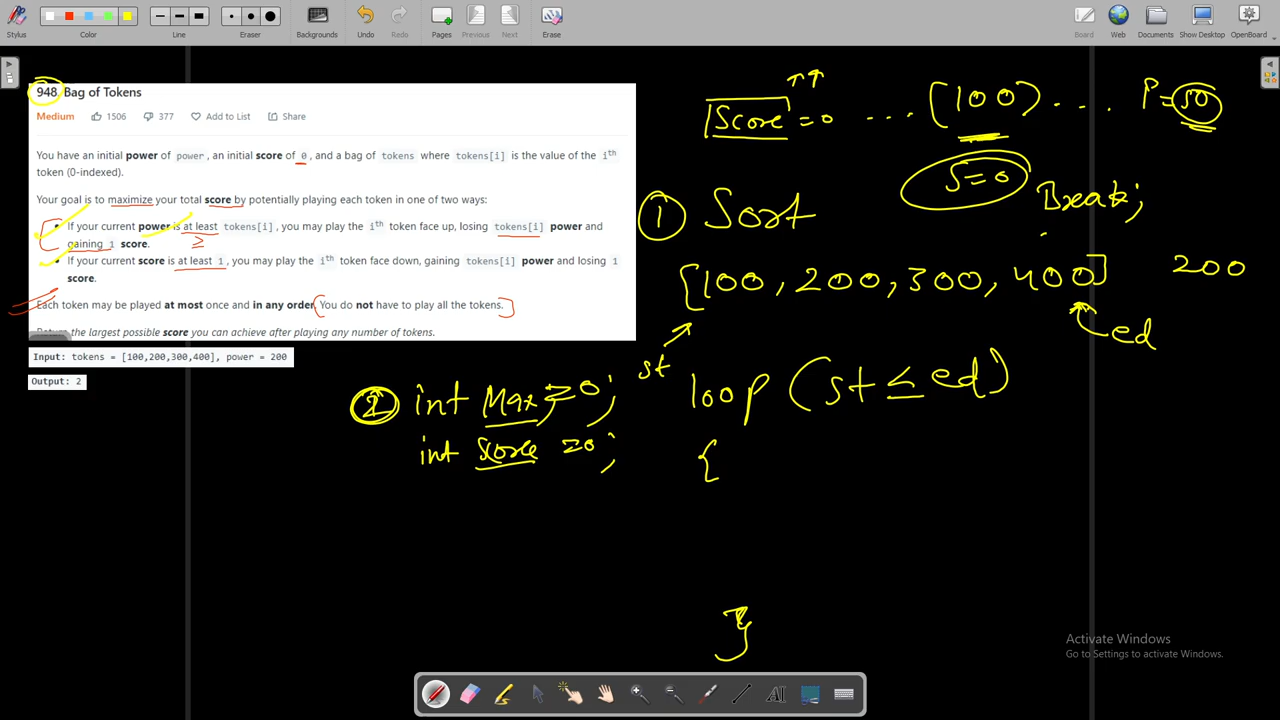 Stylus
Color
Line
Eraser
Backgrounds
Undo
Redo
Pages
Previous
Next
Erase
Board
Web
Documents
Show Desktop
OpenBoard
948. Bag of Tokens
Medium 1506 377 Add to List Share
You have an initial power of power, an initial score of 0, and a bag of tokens where tokens[i] is the value of the ith
token (0-indexed).
Your goal is to maximize your total score by potentially playing each token in one of two ways:
If your current power is at least tokens[i], you may play the ith token face up, losing tokens[i] power and
gaining 1 score.
≥
If your current score is at least 1, you may play the ith token face down, gaining tokens[i] power and losing 1
score.
Each token may be played at most once and in any order. You do not have to play all the tokens.
Return the largest possible score you can achieve after playing any number of tokens.
Input: tokens = [100,200,300,400], power = 200
Output: 2
Score = 0 ... (100) ... P = 50
S = 0
Break;
1 Sort
[100, 200, 300, 400] 200
st
ed
2 int Max = 0;
int Score = 0;
loop (st ≤ ed)
{
}
Activate Windows
Go to Settings to activate Windows.
AI